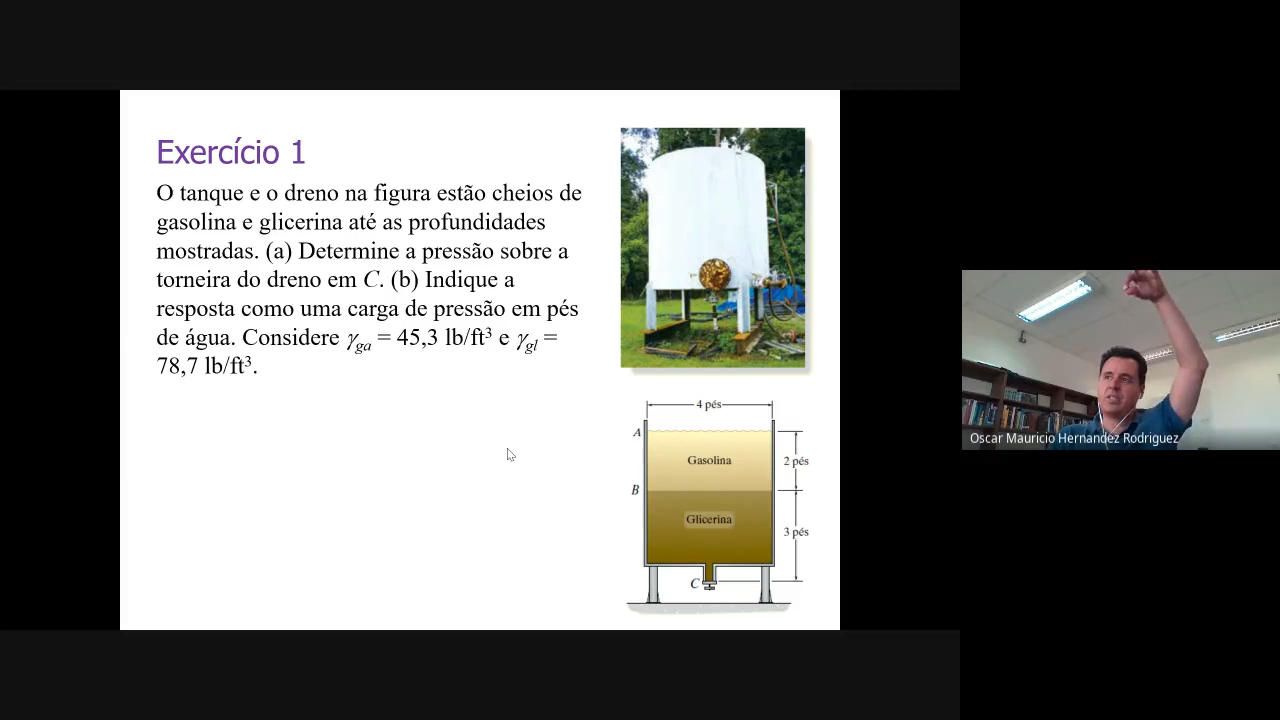 Exercício 1
O tanque e o dreno na figura estão cheios de
gasolina e glicerina até as profundidades
mostradas. (a) Determine a pressão sobre a
torneira do dreno em C. (b) Indique a
resposta como uma carga de pressão em pés
de água. Considere γga = 45,3 lb/ft³ e γgl =
78,7 lb/ft³.
4 pés
A
Gasolina
2 pés
B
Glicerina
3 pés
C
Oscar Mauricio Hernandez Rodriguez